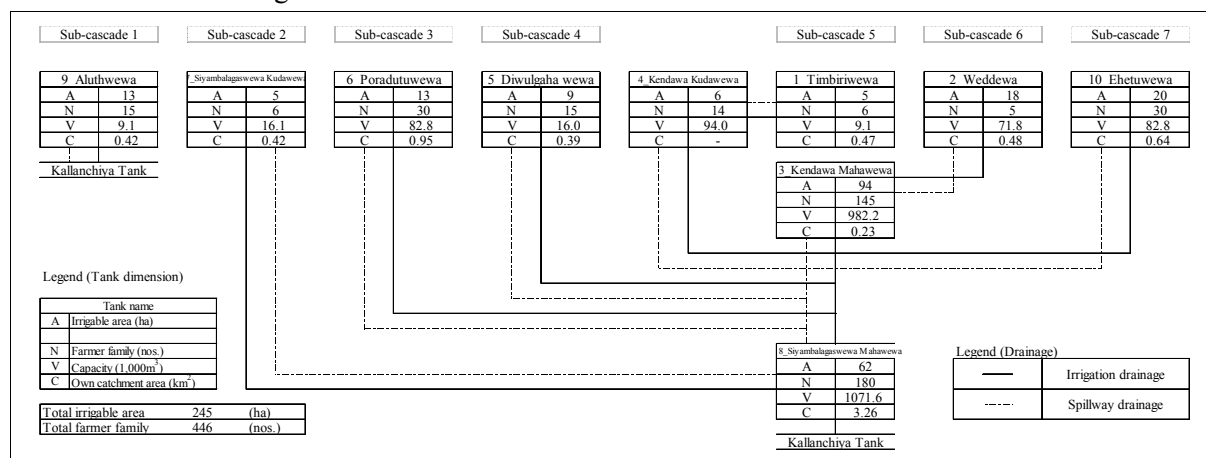 Sub-cascade 1 Sub-cascade 2 Sub-cascade 3 Sub-cascade 4 Sub-cascade 5 Sub-cascade 6 Sub-cascade 7
9 Aluthwewa
A 13
N 15
V 9.1
C 0.42
Kallanchiya Tank
7_Siyambalagaswewa Kudawewa
A 5
N 6
V 16.1
C 0.42
6 Poradutuwewa
A 13
N 30
V 82.8
C 0.95
5 Diwulgaha wewa
A 9
N 15
V 16.0
C 0.39
4_Kendawa Kudawewa
A 6
N 14
V 94.0
C -
1 Timbiriwewa
A 5
N 6
V 9.1
C 0.47
2 Weddewa
A 18
N 5
V 71.8
C 0.48
10 Ehetuwewa
A 20
N 30
V 82.8
C 0.64
3_Kendawa Mahawewa
A 94
N 145
V 982.2
C 0.23
Legend (Tank dimension)
Tank name
A Irrigable area (ha)
N Farmer family (nos.)
V Capacity (1,000m³)
C Own catchment area (km²)
Total irrigable area 245 (ha)
Total farmer family 446 (nos.)
8_Siyambalagaswewa Mahawewa
A 62
N 180
V 1071.6
C 3.26
Kallanchiya Tank
Legend (Drainage)
Irrigation drainage
Spillway drainage